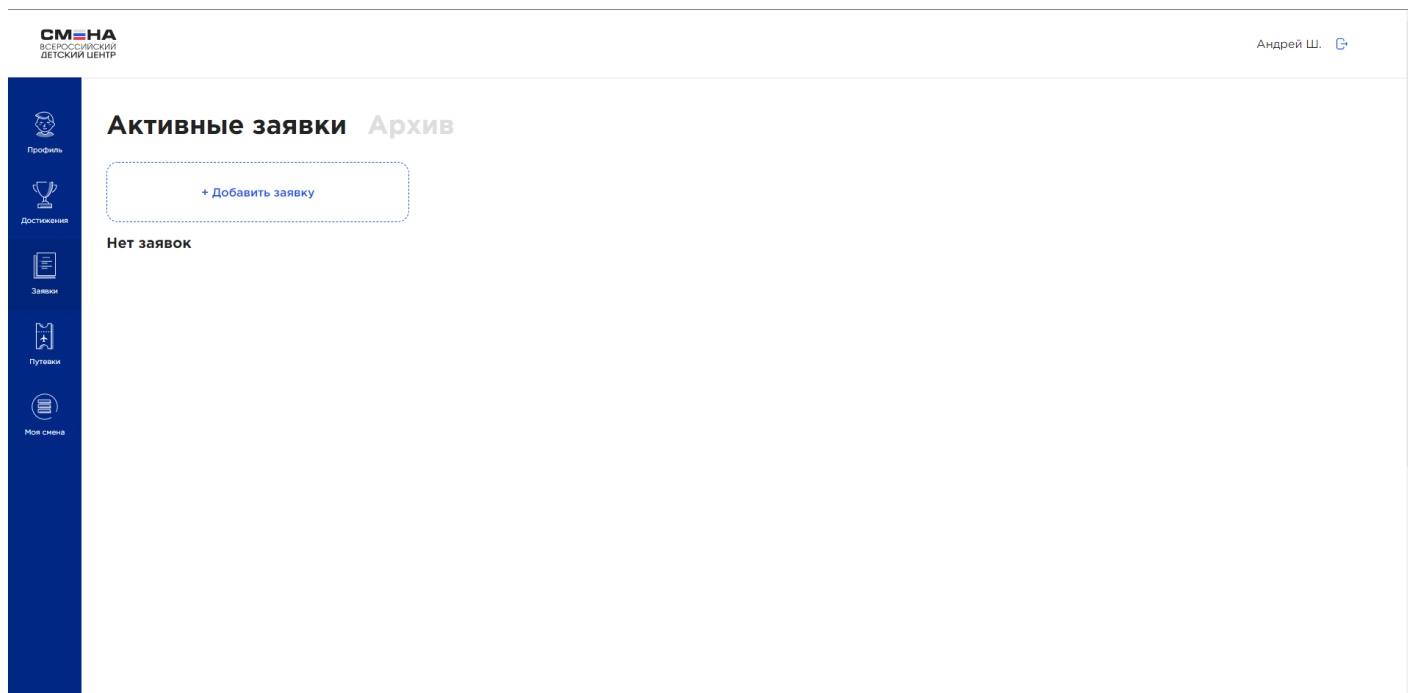 СМЕНА
ВСЕРОССИЙСКИЙ
ДЕТСКИЙ ЦЕНТР
Андрей Ш.
Профиль
Достижения
Заявки
Путевки
Моя смена
Активные заявки Архив
+ Добавить заявку
Нет заявок